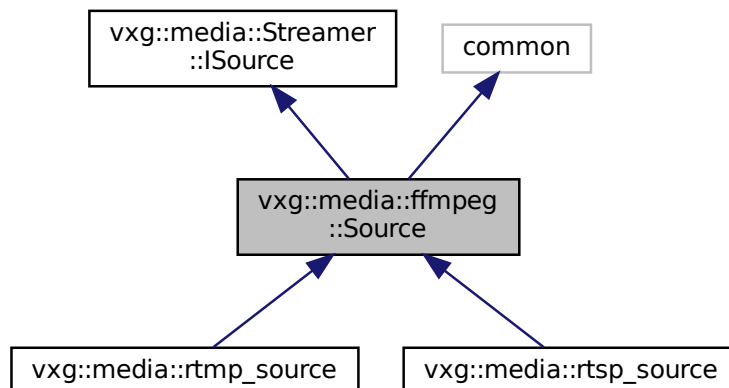 vxg::media::Streamer
::ISource
common
vxg::media::ffmpeg
::Source
vxg::media::rtmp_source
vxg::media::rtsp_source